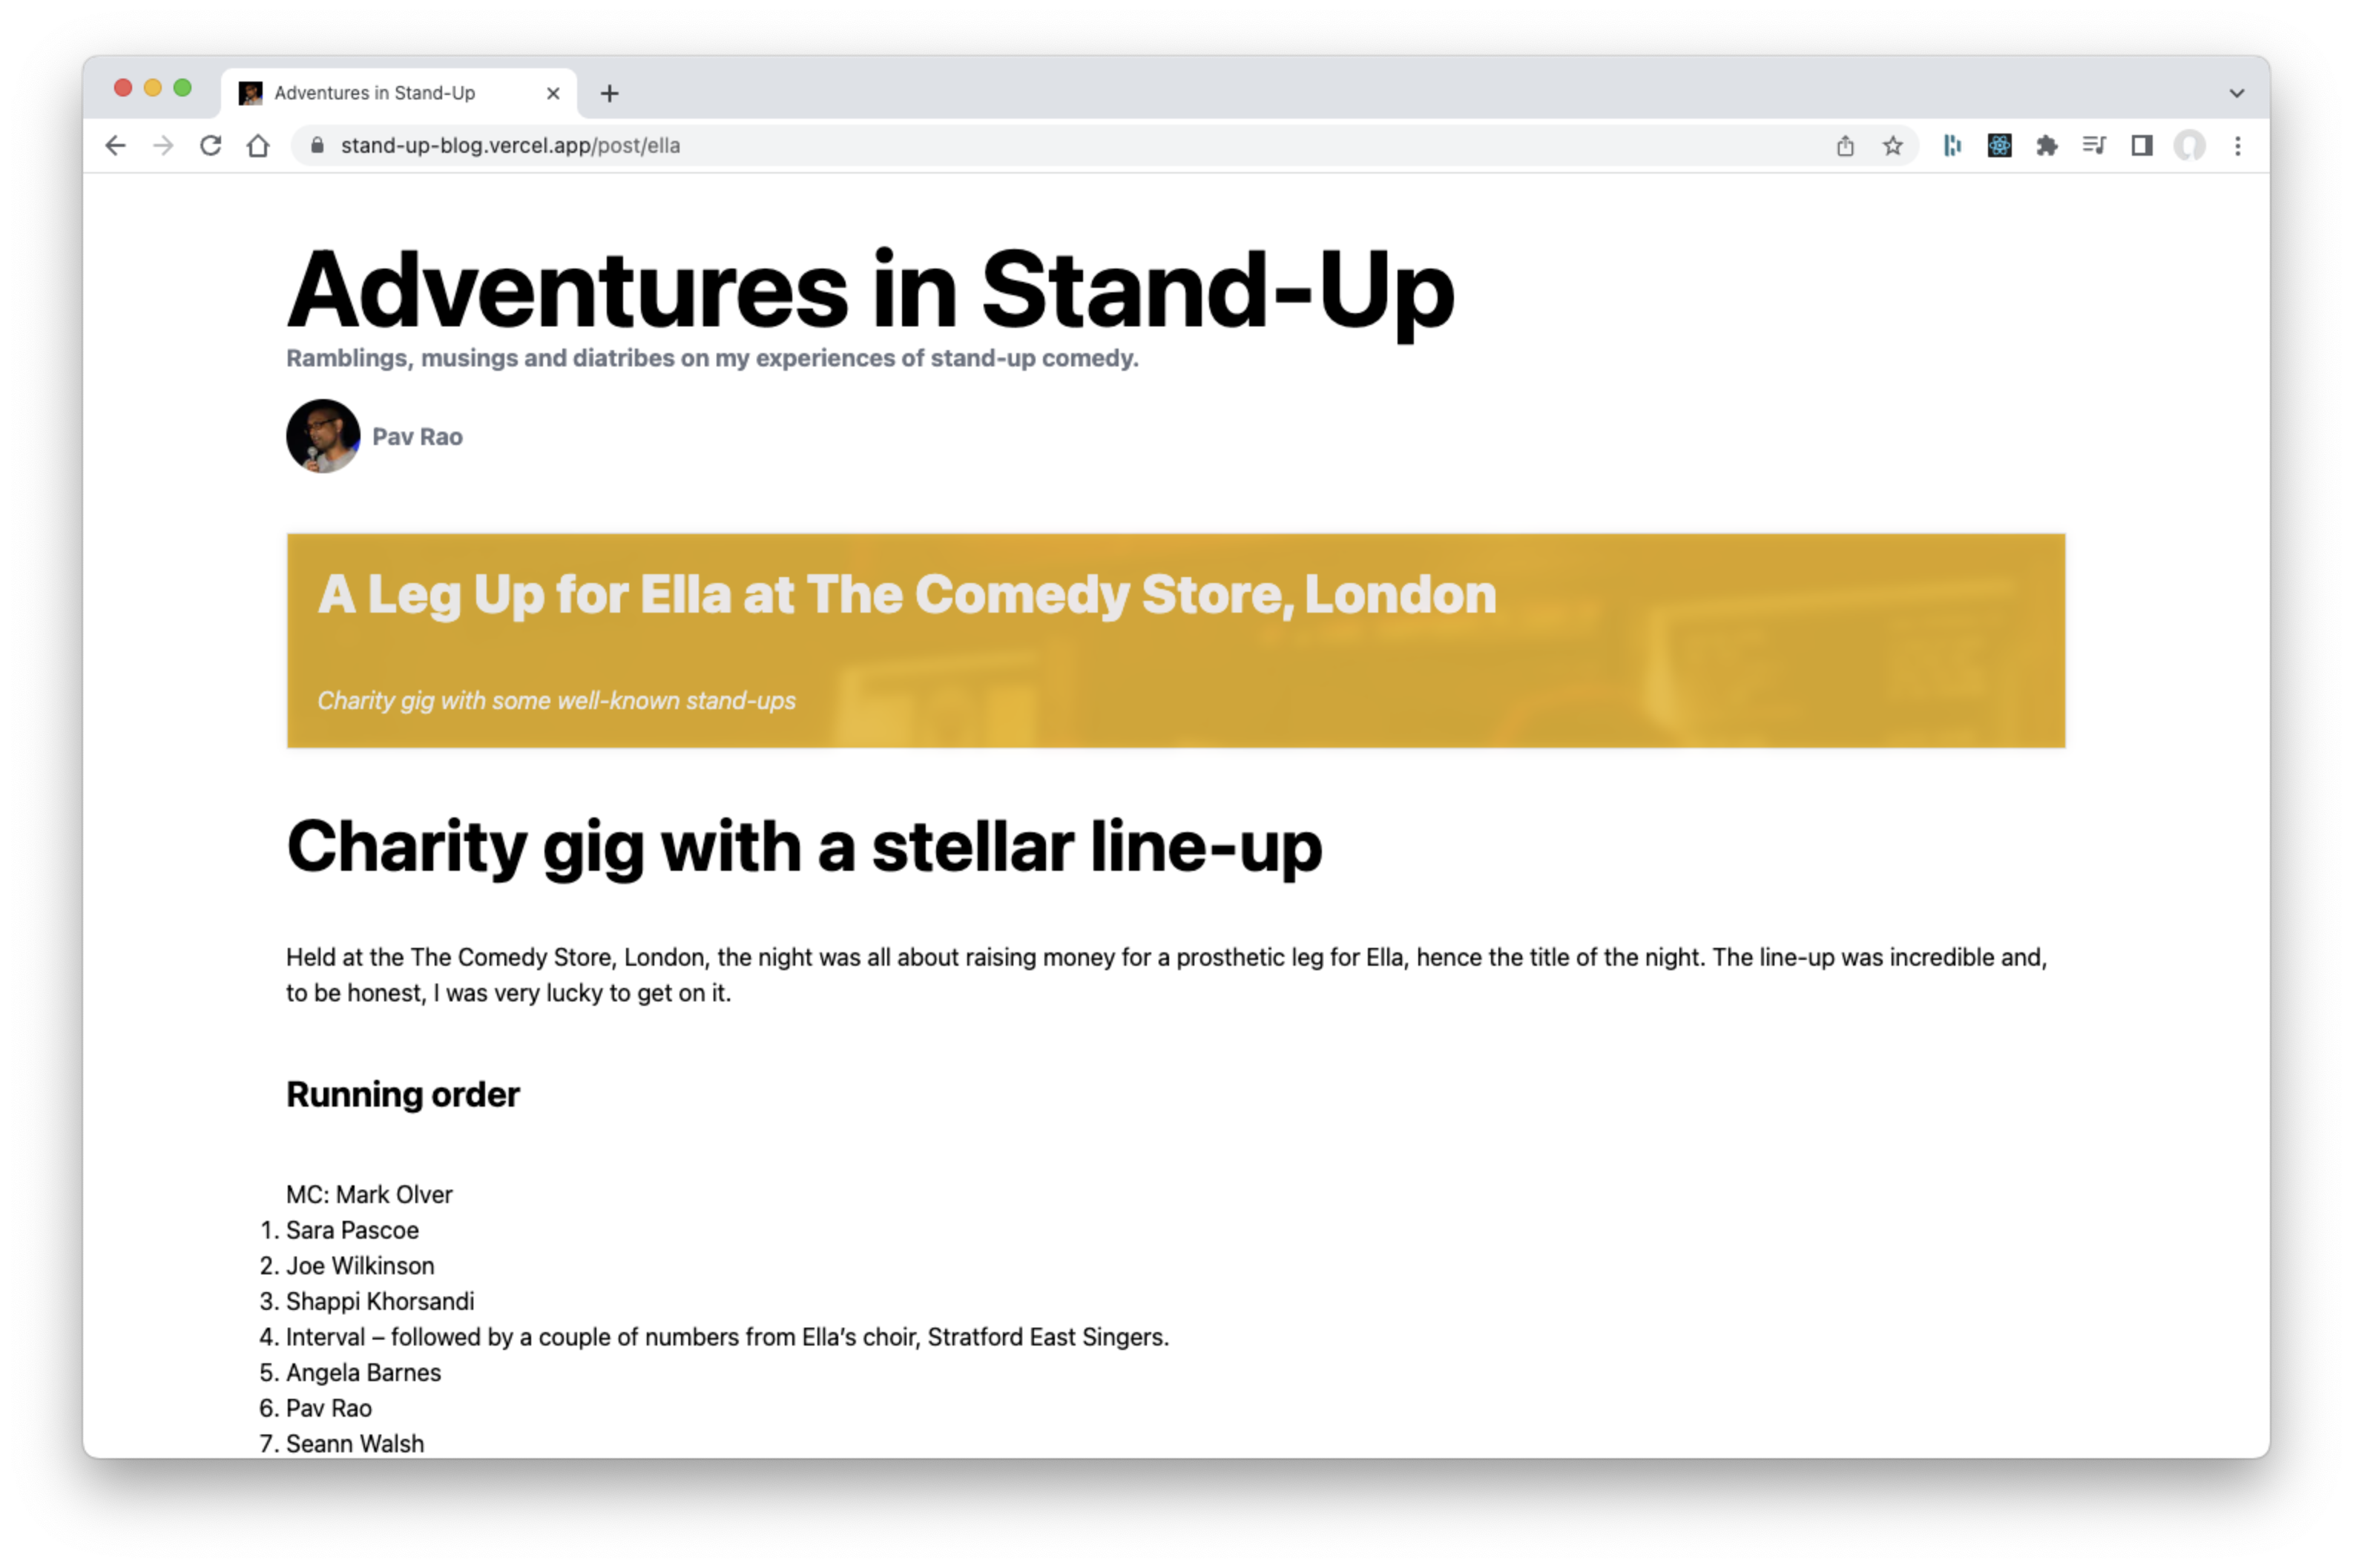 Adventures in Stand-Up
stand-up-blog.vercel.app/post/ella
Adventures in Stand-Up
Ramblings, musings and diatribes on my experiences of stand-up comedy.
Pav Rao
A Leg Up for Ella at The Comedy Store, London
Charity gig with some well-known stand-ups
Charity gig with a stellar line-up
Held at the The Comedy Store, London, the night was all about raising money for a prosthetic leg for Ella, hence the title of the night. The line-up was incredible and,
to be honest, I was very lucky to get on it.
Running order
MC: Mark Olver
1. Sara Pascoe
2. Joe Wilkinson
3. Shappi Khorsandi
4. Interval – followed by a couple of numbers from Ella’s choir, Stratford East Singers.
5. Angela Barnes
6. Pav Rao
7. Seann Walsh